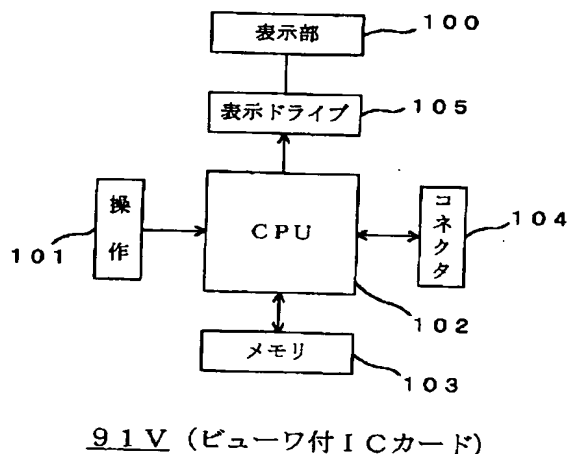 表示部
100
表示ドライブ
105
操作
101
CPU
102
コネクタ
104
メモリ
103
91V (ビューワ付ICカード)